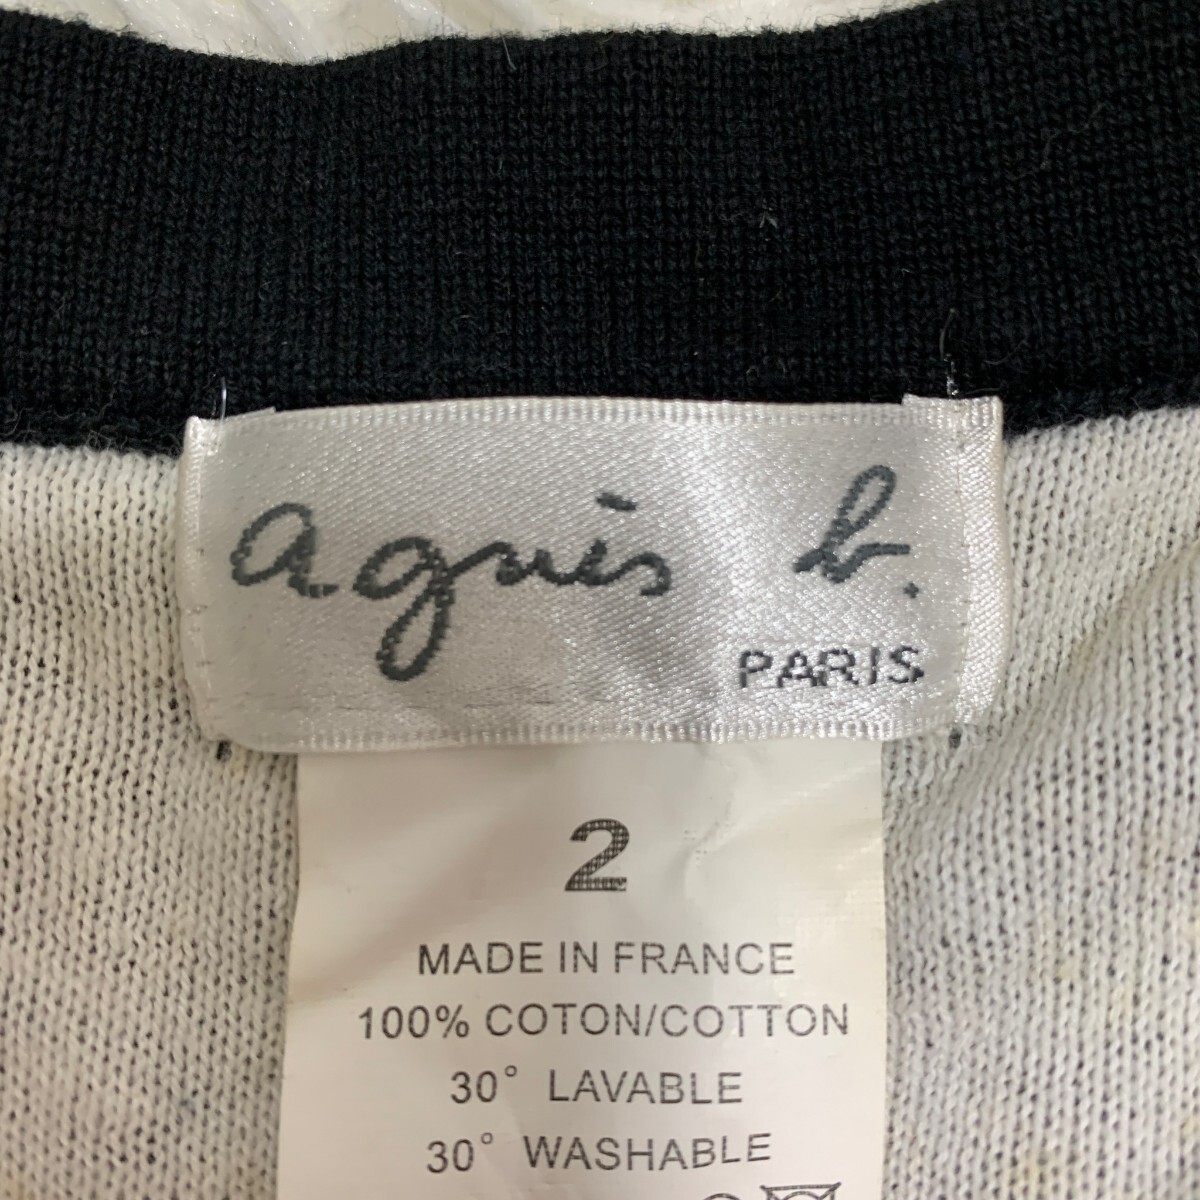 agnès b.
PARIS
2
MADE IN FRANCE
100% COTON/COTTON
30° LAVABLE
30° WASHABLE